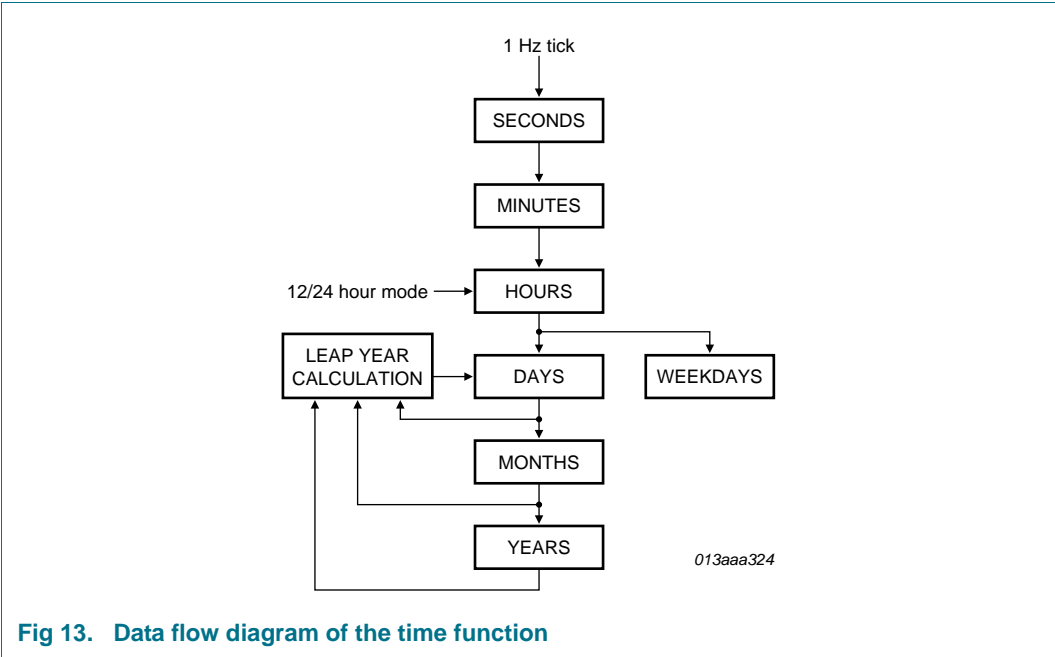 1 Hz tick
SECONDS
MINUTES
12/24 hour mode
HOURS
LEAP YEAR
CALCULATION
DAYS
WEEKDAYS
MONTHS
YEARS
013aaa324
Fig 13. Data flow diagram of the time function